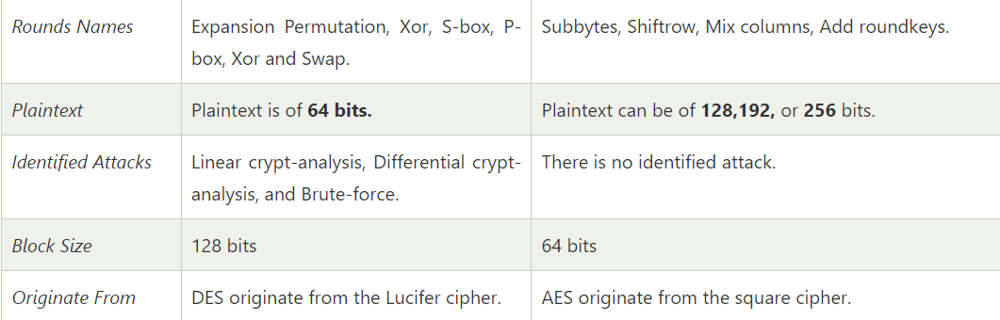 Rounds Names
Expansion Permutation, Xor, S-box, P-
box, Xor and Swap.
Subbytes, Shiftrow, Mix columns, Add roundkeys.
Plaintext
Plaintext is of 64 bits.
Plaintext can be of 128,192, or 256 bits.
Identified Attacks
Linear crypt-analysis, Differential crypt-
analysis, and Brute-force.
There is no identified attack.
Block Size
128 bits
64 bits
Originate From
DES originate from the Lucifer cipher.
AES originate from the square cipher.